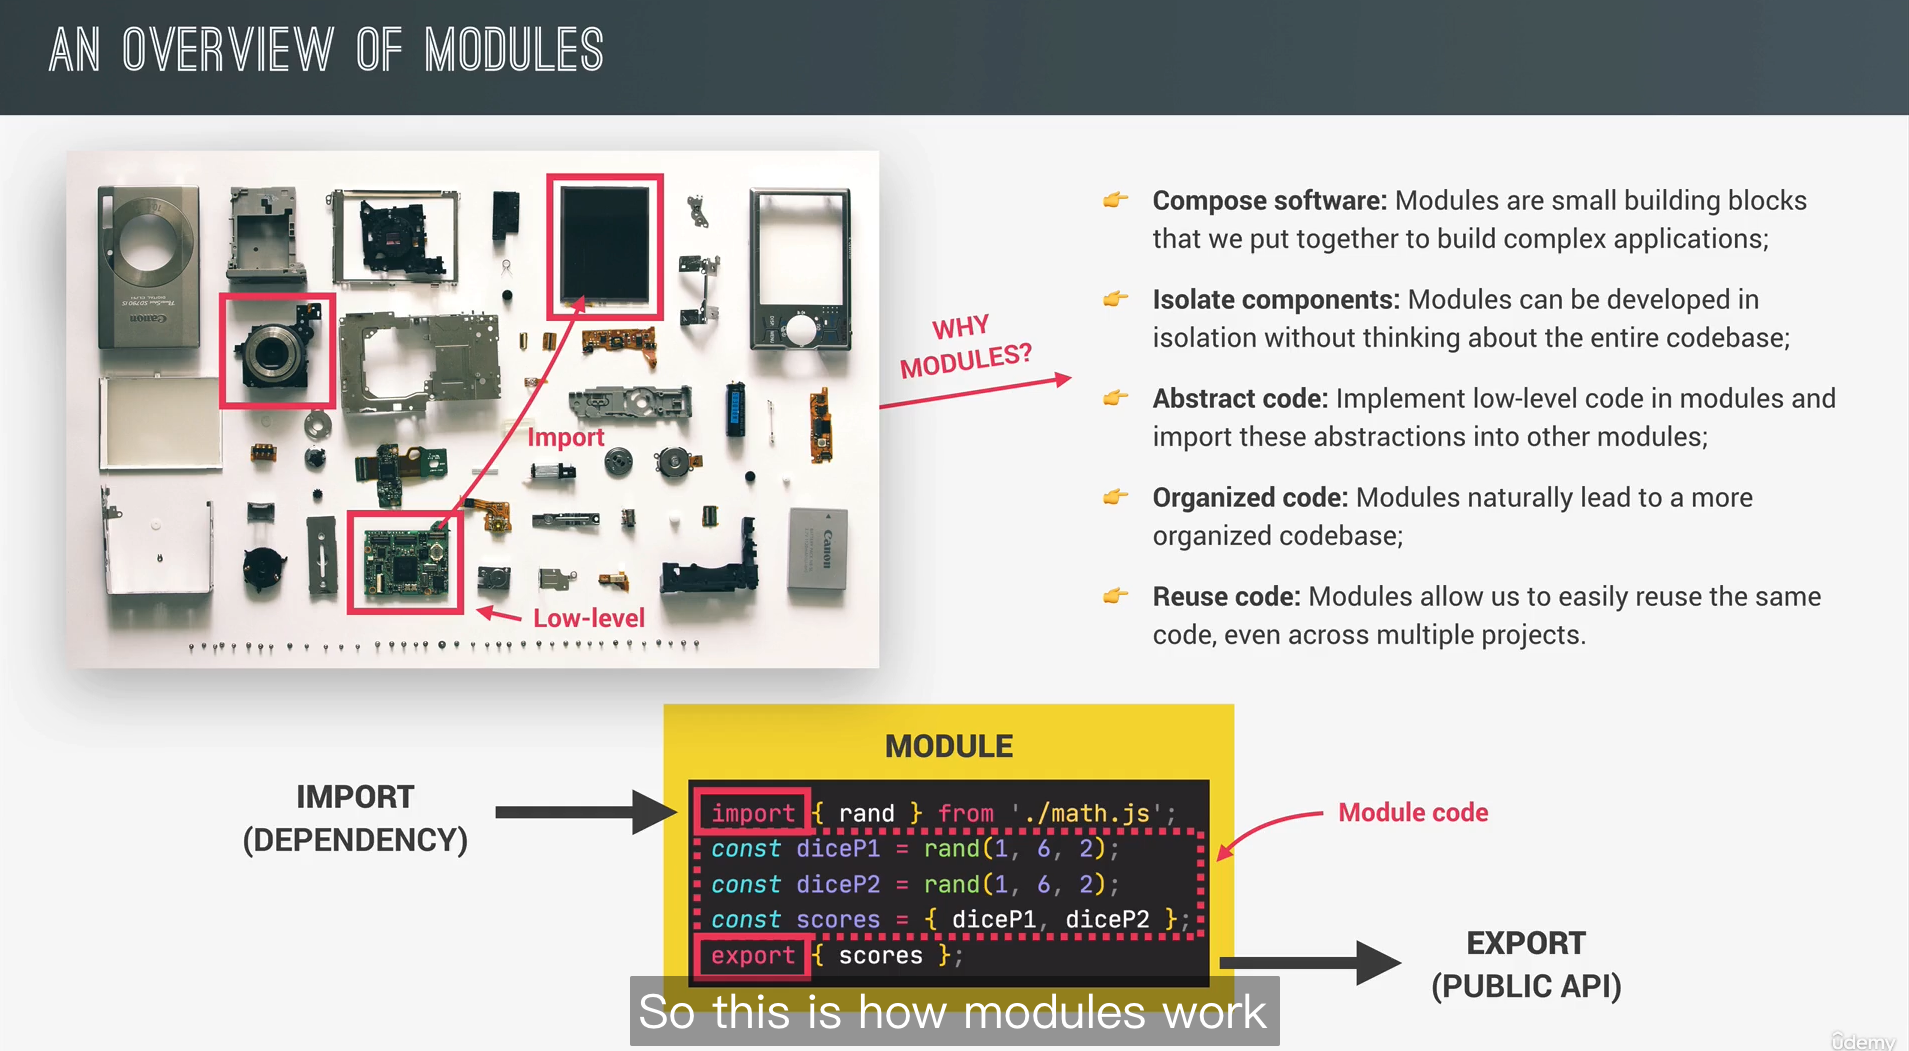 AN OVERVIEW OF MODULES
Import
Low-level
Canon
Canon
WHY
MODULES?
👉 Compose software: Modules are small building blocks
that we put together to build complex applications;
👉 Isolate components: Modules can be developed in
isolation without thinking about the entire codebase;
👉 Abstract code: Implement low-level code in modules and
import these abstractions into other modules;
👉 Organized code: Modules naturally lead to a more
organized codebase;
👉 Reuse code: Modules allow us to easily reuse the same
code, even across multiple projects.
IMPORT
(DEPENDENCY)
MODULE
import { rand } from './math.js';
const diceP1 = rand(1, 6, 2);
const diceP2 = rand(1, 6, 2);
const scores = { diceP1, diceP2 };
export { scores };
Module code
EXPORT
(PUBLIC API)
So this is how modules work
ûdemy